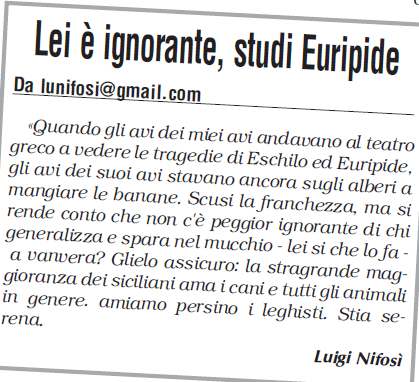 Lei è ignorante, studi Euripide
Da lunifosi@gmail.com
«Quando gli avi dei miei avi andavano al teatro
greco a vedere le tragedie di Eschilo ed Euripide,
gli avi dei suoi avi stavano ancora sugli alberi a
mangiare le banane. Scusi la franchezza, ma si
rende conto che non c'è peggior ignorante di chi
generalizza e spara nel mucchio - lei si che lo fa -
a vanvera? Glielo assicuro: la stragrande mag-
gioranza dei siciliani ama i cani e tutti gli animali
in genere. amiamo persino i leghisti. Stia se-
rena.
Luigi Nifosì